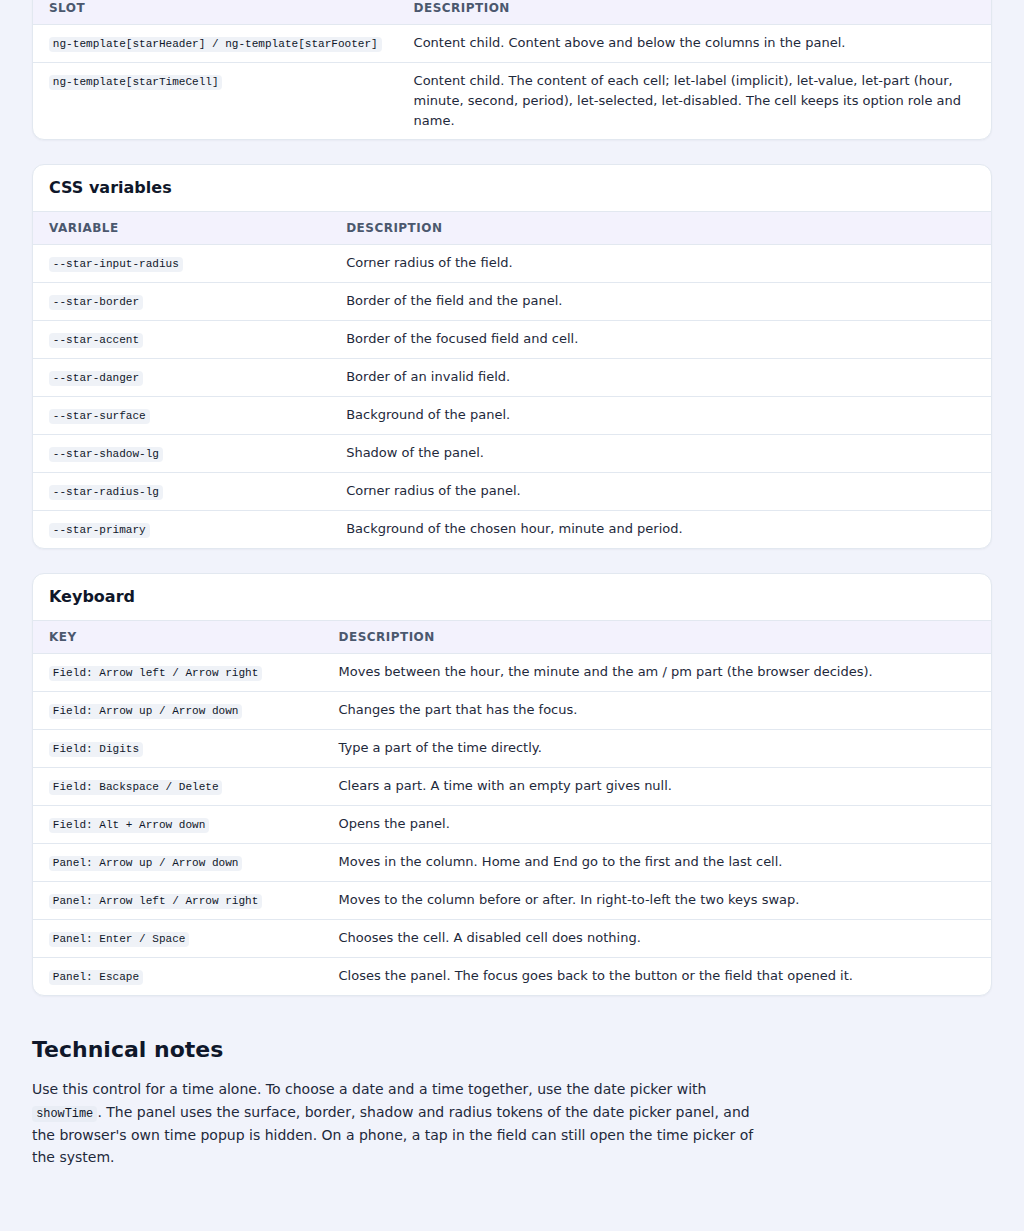 SLOT DESCRIPTION
ng-template[starHeader] / ng-template[starFooter] Content child. Content above and below the columns in the panel.
ng-template[starTimeCell] Content child. The content of each cell; let-label (implicit), let-value, let-part (hour,
minute, second, period), let-selected, let-disabled. The cell keeps its option role and
name.
CSS variables
VARIABLE DESCRIPTION
--star-input-radius Corner radius of the field.
--star-border Border of the field and the panel.
--star-accent Border of the focused field and cell.
--star-danger Border of an invalid field.
--star-surface Background of the panel.
--star-shadow-lg Shadow of the panel.
--star-radius-lg Corner radius of the panel.
--star-primary Background of the chosen hour, minute and period.
Keyboard
KEY DESCRIPTION
Field: Arrow left / Arrow right Moves between the hour, the minute and the am / pm part (the browser decides).
Field: Arrow up / Arrow down Changes the part that has the focus.
Field: Digits Type a part of the time directly.
Field: Backspace / Delete Clears a part. A time with an empty part gives null.
Field: Alt + Arrow down Opens the panel.
Panel: Arrow up / Arrow down Moves in the column. Home and End go to the first and the last cell.
Panel: Arrow left / Arrow right Moves to the column before or after. In right-to-left the two keys swap.
Panel: Enter / Space Chooses the cell. A disabled cell does nothing.
Panel: Escape Closes the panel. The focus goes back to the button or the field that opened it.
Technical notes
Use this control for a time alone. To choose a date and a time together, use the date picker with
showTime. The panel uses the surface, border, shadow and radius tokens of the date picker panel, and
the browser's own time popup is hidden. On a phone, a tap in the field can still open the time picker of
the system.